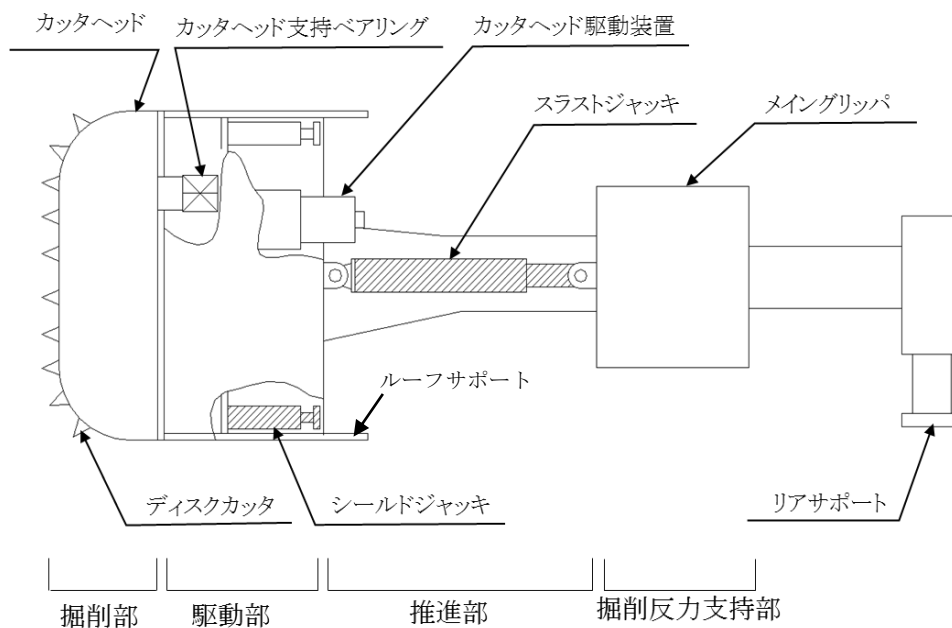 カッタヘッド
カッタヘッド支持ベアリング
カッタヘッド駆動装置
スラストジャッキ
メイングリッパ
ルーフサポート
ディスクカッタ
シールドジャッキ
リアサポート
掘削部
駆動部
推進部
掘削反力支持部